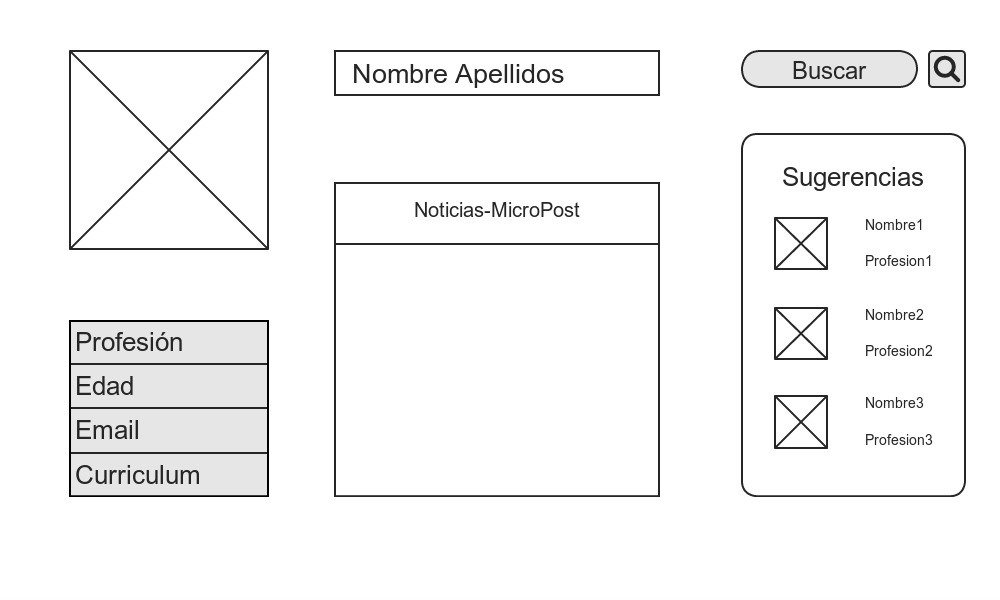 Nombre Apellidos
Buscar
Profesión
Edad
Email
Curriculum
Noticias-MicroPost
Sugerencias
Nombre1
Profesion1
Nombre2
Profesion2
Nombre3
Profesion3